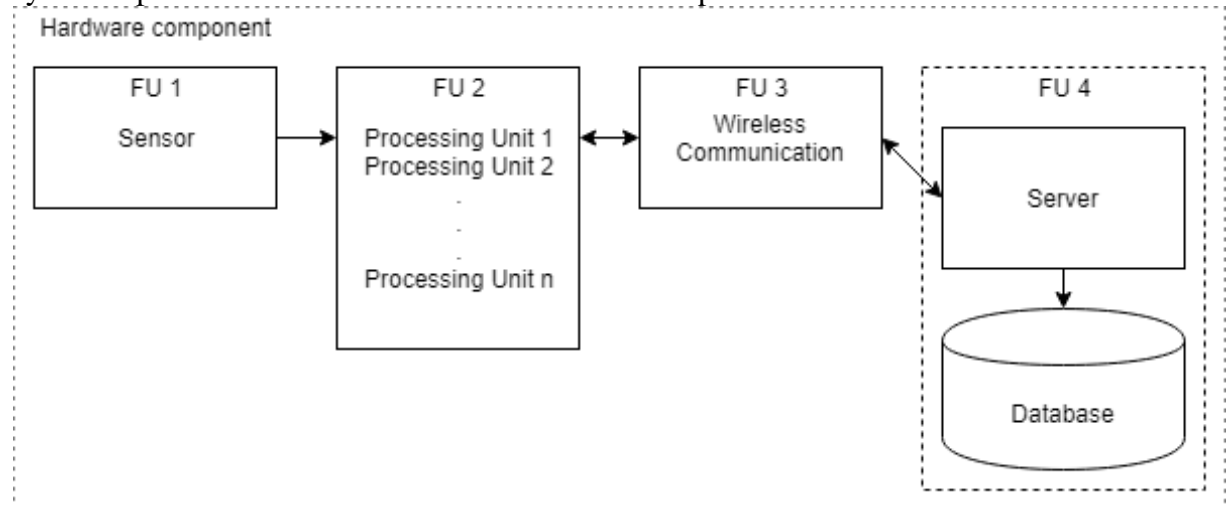 Hardware component
FU 1
Sensor
FU 2
Processing Unit 1
Processing Unit 2
.
.
.
Processing Unit n
FU 3
Wireless
Communication
FU 4
Server
Database